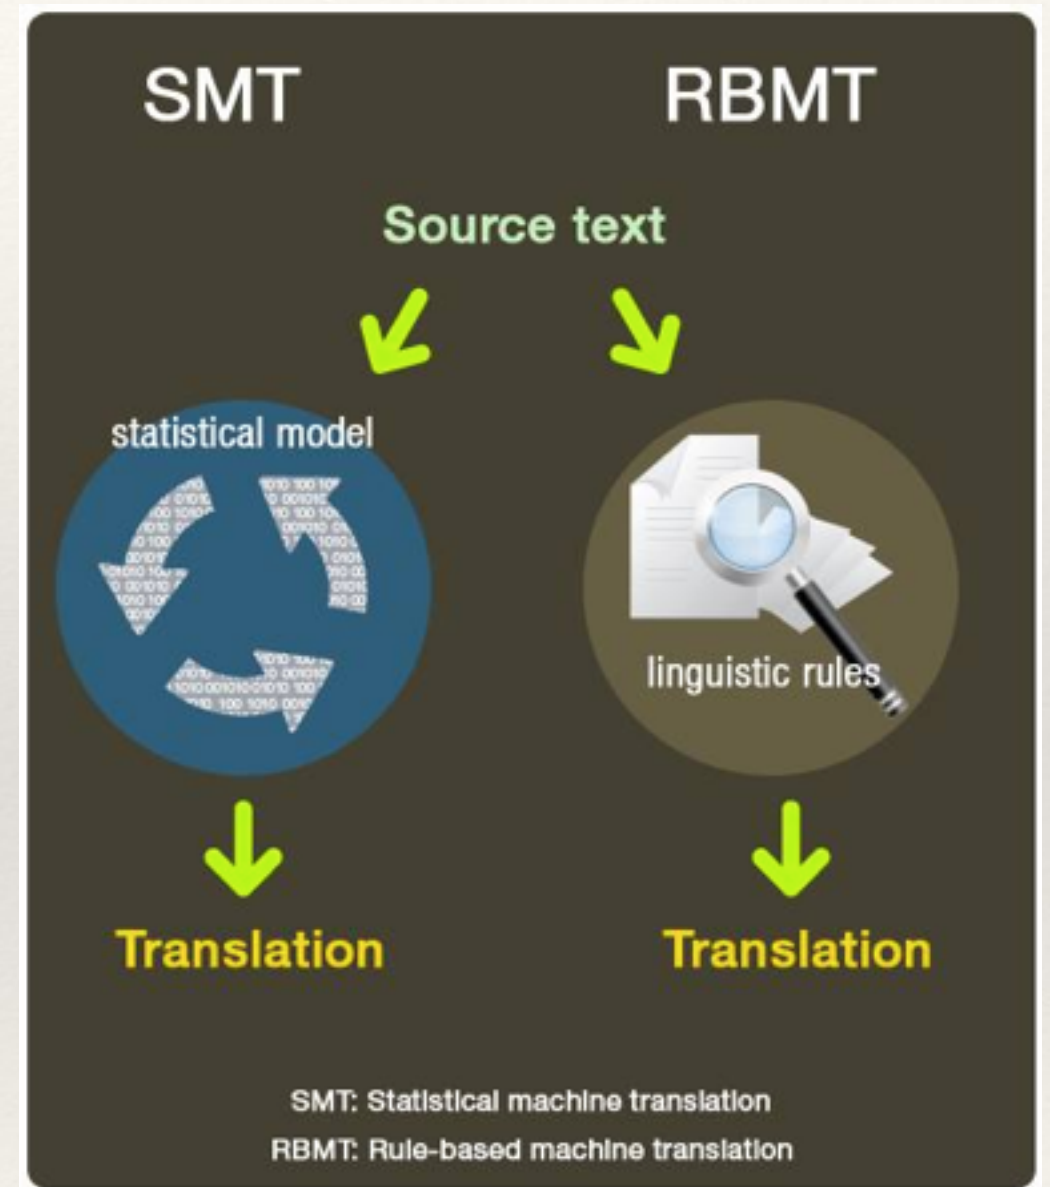 SMT
RBMT
Source text
statistical model
linguistic rules
Translation
Translation
SMT: Statistical machine translation
RBMT: Rule-based machine translation